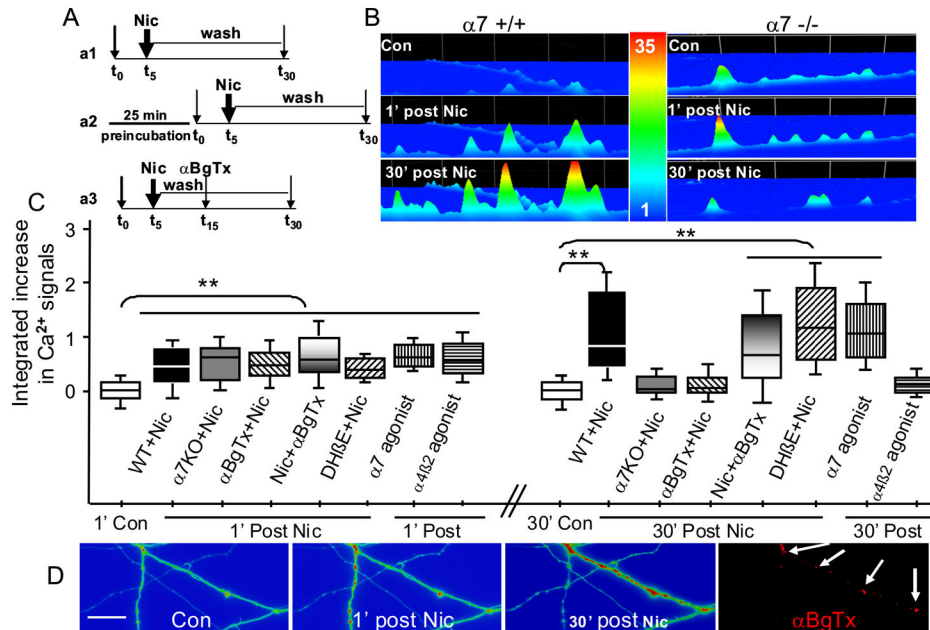 A
Nic
wash
a1
t0 t5 t30
Nic
wash
a2
25 min
preincubation
t0 t5 t30
Nic αBgTx
wash
a3
t0 t5 t15 t30
B
α7 +/+
α7 -/-
Con
1' post Nic
30' post Nic
35
1
Con
1' post Nic
30' post Nic
C
Integrated increase
in Ca2+ signals
3
2
1
0
**
**
**
WT+Nic
α7KO+Nic
αBgTx+Nic
Nic+αBgTx
DHßE+Nic
α7 agonist
α4ß2 agonist
WT+Nic
α7KO+Nic
αBgTx+Nic
Nic+αBgTx
DHßE+Nic
α7 agonist
α4ß2 agonist
1' Con 1' Post Nic 1' Post // 30' Con 30' Post Nic 30' Post
D
Con
1' post Nic
30' post Nic
αBgTx